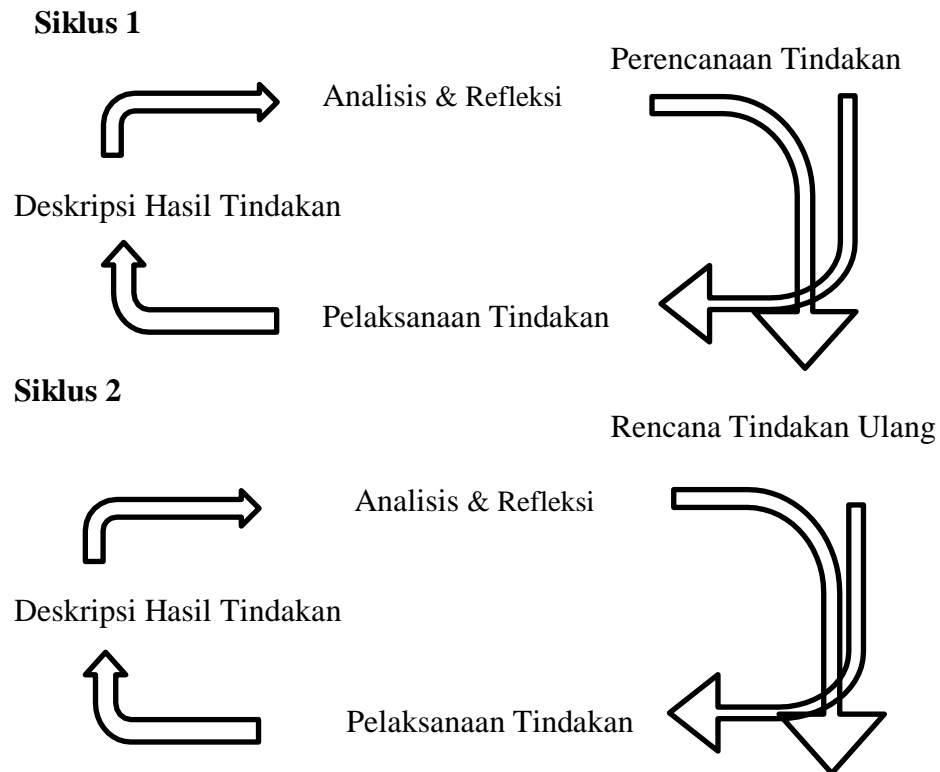 Siklus 1
Perencanaan Tindakan
Analisis & Refleksi
Deskripsi Hasil Tindakan
Pelaksanaan Tindakan
Siklus 2
Rencana Tindakan Ulang
Analisis & Refleksi
Deskripsi Hasil Tindakan
Pelaksanaan Tindakan